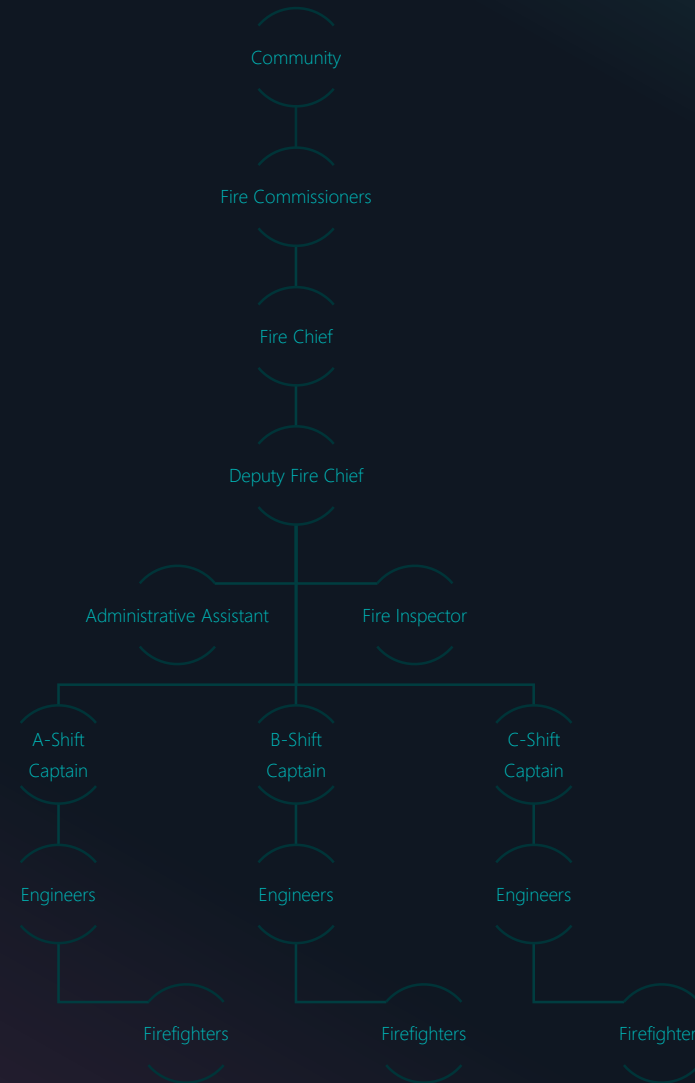 Community
Fire Commissioners
Fire Chief
Deputy Fire Chief
Administrative Assistant
Fire Inspector
A-Shift
Captain
B-Shift
Captain
C-Shift
Captain
Engineers
Engineers
Engineers
Firefighters
Firefighters
Firefighter